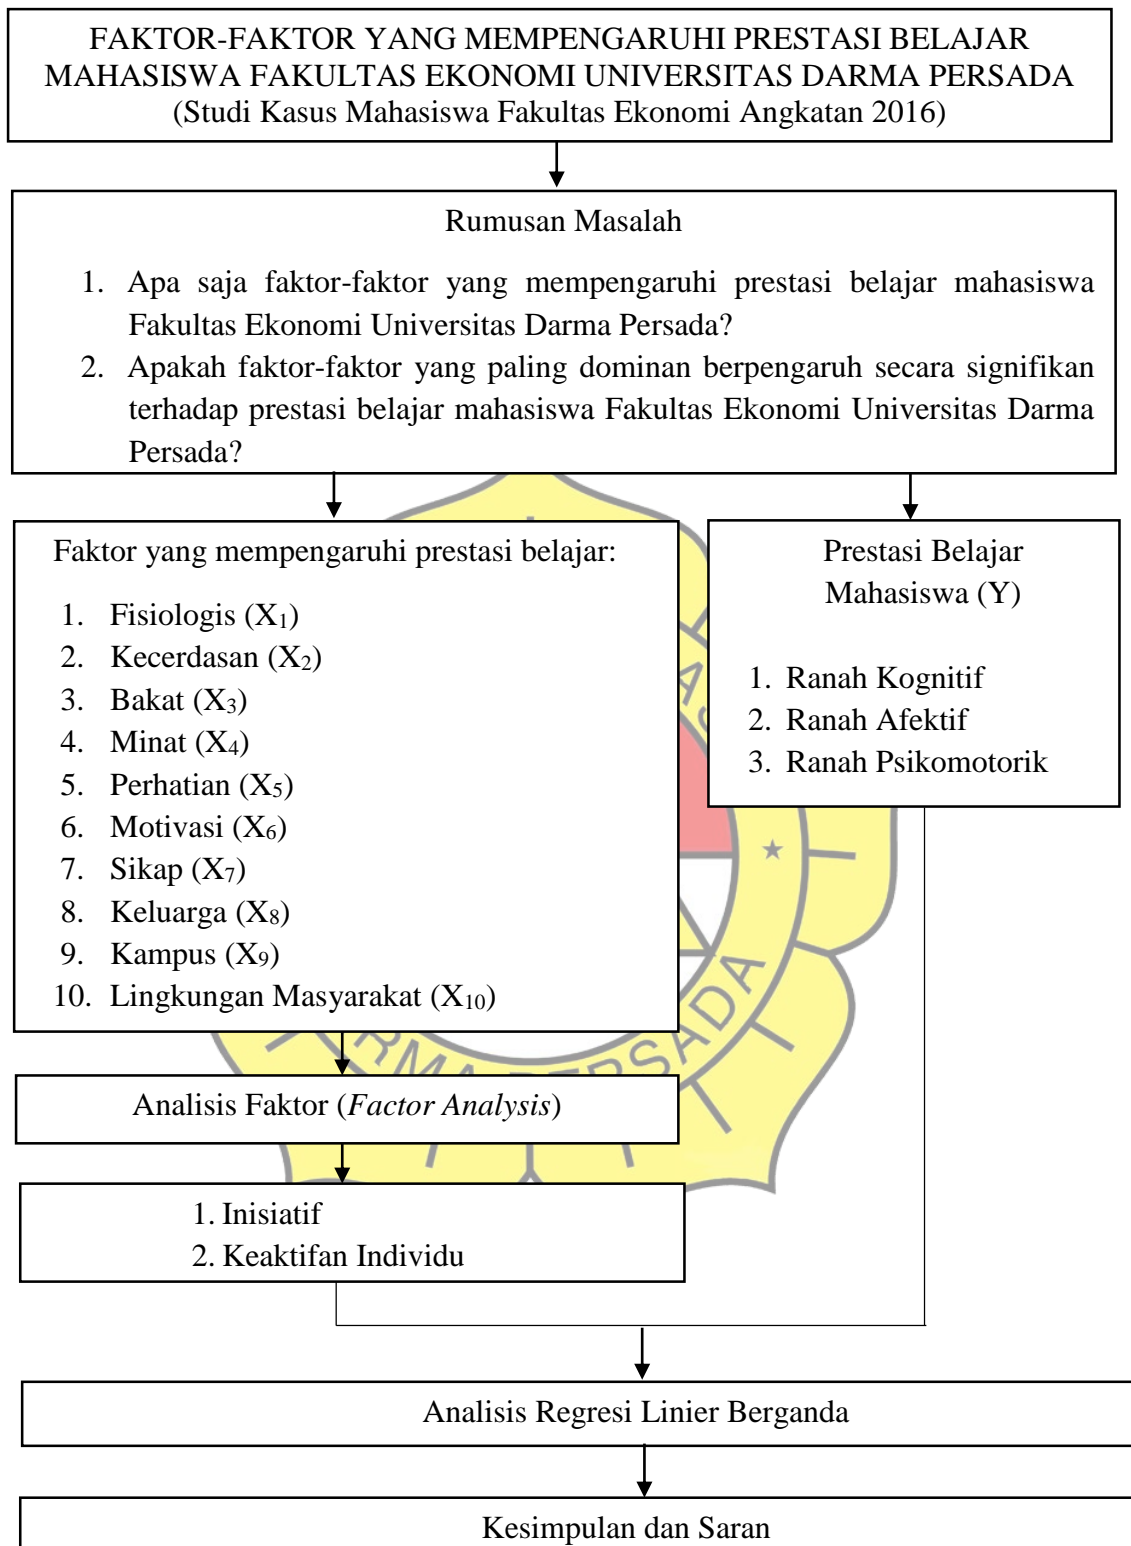 FAKTOR-FAKTOR YANG MEMPENGARUHI PRESTASI BELAJAR
MAHASISWA FAKULTAS EKONOMI UNIVERSITAS DARMA PERSADA
(Studi Kasus Mahasiswa Fakultas Ekonomi Angkatan 2016)
Rumusan Masalah
1. Apa saja faktor-faktor yang mempengaruhi prestasi belajar mahasiswa
Fakultas Ekonomi Universitas Darma Persada?
2. Apakah faktor-faktor yang paling dominan berpengaruh secara signifikan
terhadap prestasi belajar mahasiswa Fakultas Ekonomi Universitas Darma
Persada?
Faktor yang mempengaruhi prestasi belajar:
1. Fisiologis (X₁)
2. Kecerdasan (X₂)
3. Bakat (X₃)
4. Minat (X₄)
5. Perhatian (X₅)
6. Motivasi (X₆)
7. Sikap (X₇)
8. Keluarga (X₈)
9. Kampus (X₉)
10. Lingkungan Masyarakat (X₁₀)
Prestasi Belajar
Mahasiswa (Y)
1. Ranah Kognitif
2. Ranah Afektif
3. Ranah Psikomotorik
Analisis Faktor (Factor Analysis)
1. Inisiatif
2. Keaktifan Individu
Analisis Regresi Linier Berganda
Kesimpulan dan Saran